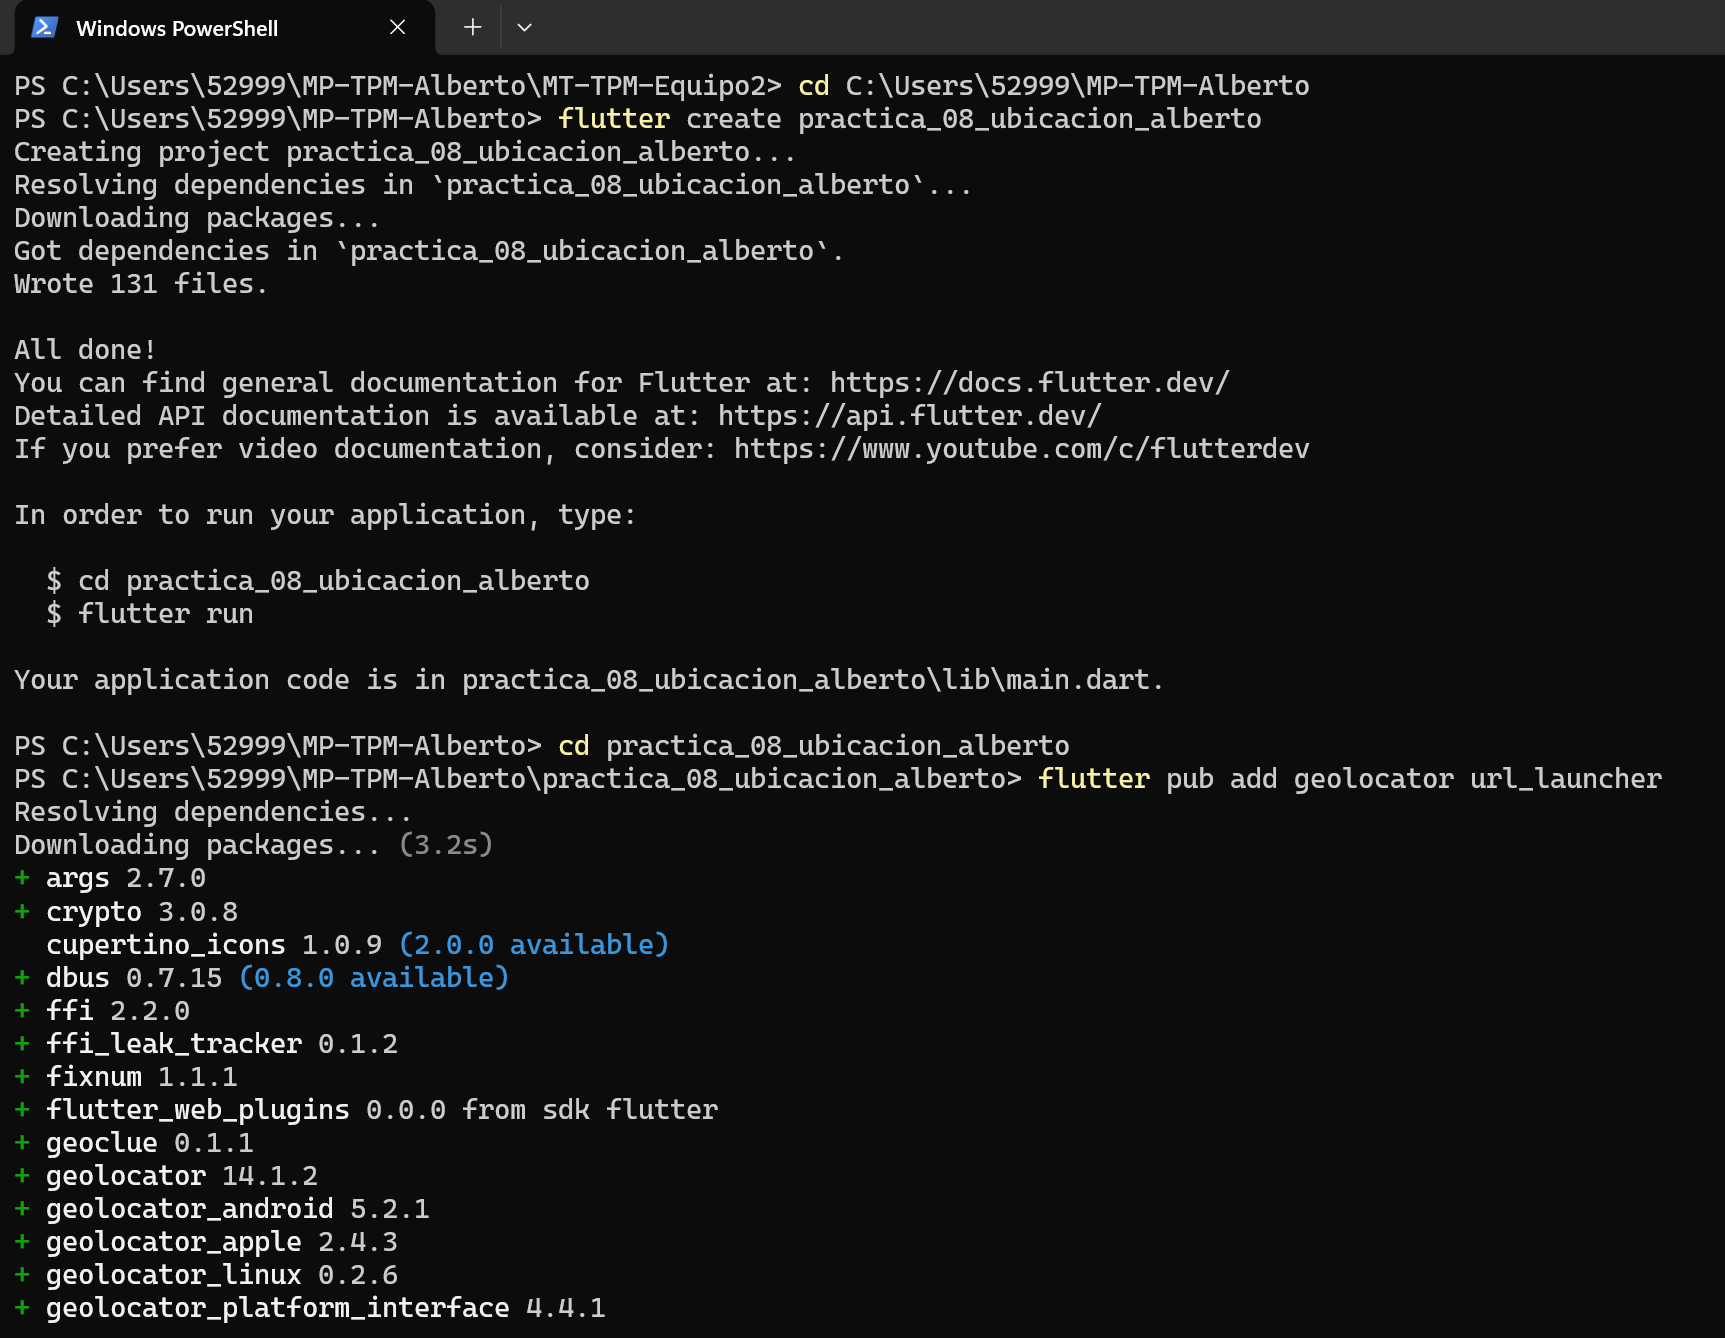 Windows PowerShell
PS C:\Users\52999\MP-TPM-Alberto\MT-TPM-Equipo2> cd C:\Users\52999\MP-TPM-Alberto
PS C:\Users\52999\MP-TPM-Alberto> flutter create practica_08_ubicacion_alberto
Creating project practica_08_ubicacion_alberto...
Resolving dependencies in `practica_08_ubicacion_alberto`...
Downloading packages...
Got dependencies in `practica_08_ubicacion_alberto`.
Wrote 131 files.
All done!
You can find general documentation for Flutter at: https://docs.flutter.dev/
Detailed API documentation is available at: https://api.flutter.dev/
If you prefer video documentation, consider: https://www.youtube.com/c/flutterdev
In order to run your application, type:
$ cd practica_08_ubicacion_alberto
$ flutter run
Your application code is in practica_08_ubicacion_alberto\lib\main.dart.
PS C:\Users\52999\MP-TPM-Alberto> cd practica_08_ubicacion_alberto
PS C:\Users\52999\MP-TPM-Alberto\practica_08_ubicacion_alberto> flutter pub add geolocator url_launcher
Resolving dependencies...
Downloading packages... (3.2s)
+ args 2.7.0
+ crypto 3.0.8
cupertino_icons 1.0.9 (2.0.0 available)
+ dbus 0.7.15 (0.8.0 available)
+ ffi 2.2.0
+ ffi_leak_tracker 0.1.2
+ fixnum 1.1.1
+ flutter_web_plugins 0.0.0 from sdk flutter
+ geoclue 0.1.1
+ geolocator 14.1.2
+ geolocator_android 5.2.1
+ geolocator_apple 2.4.3
+ geolocator_linux 0.2.6
+ geolocator_platform_interface 4.4.1